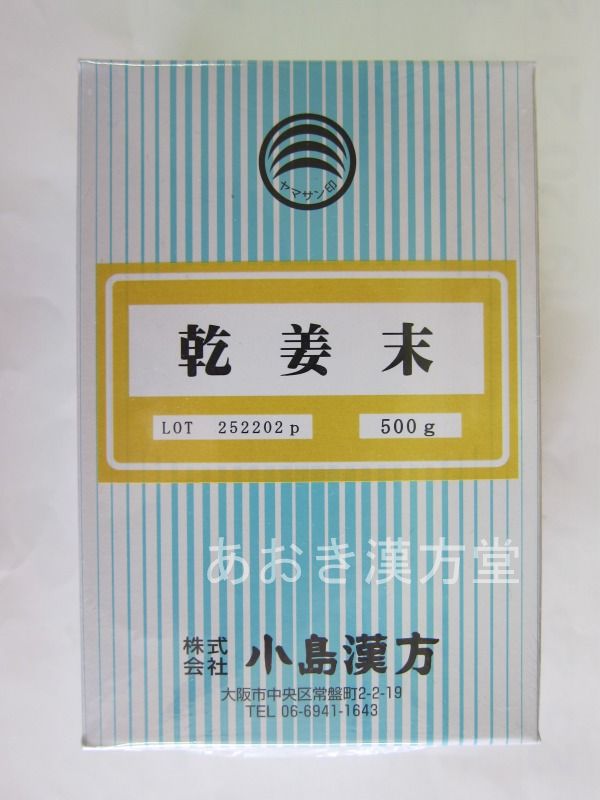 ヤマサン印
乾姜末
LOT 252202p 500g
あおき漢方堂
株式会社 小島漢方
大阪市中央区常盤町2-2-19
TEL 06-6941-1643